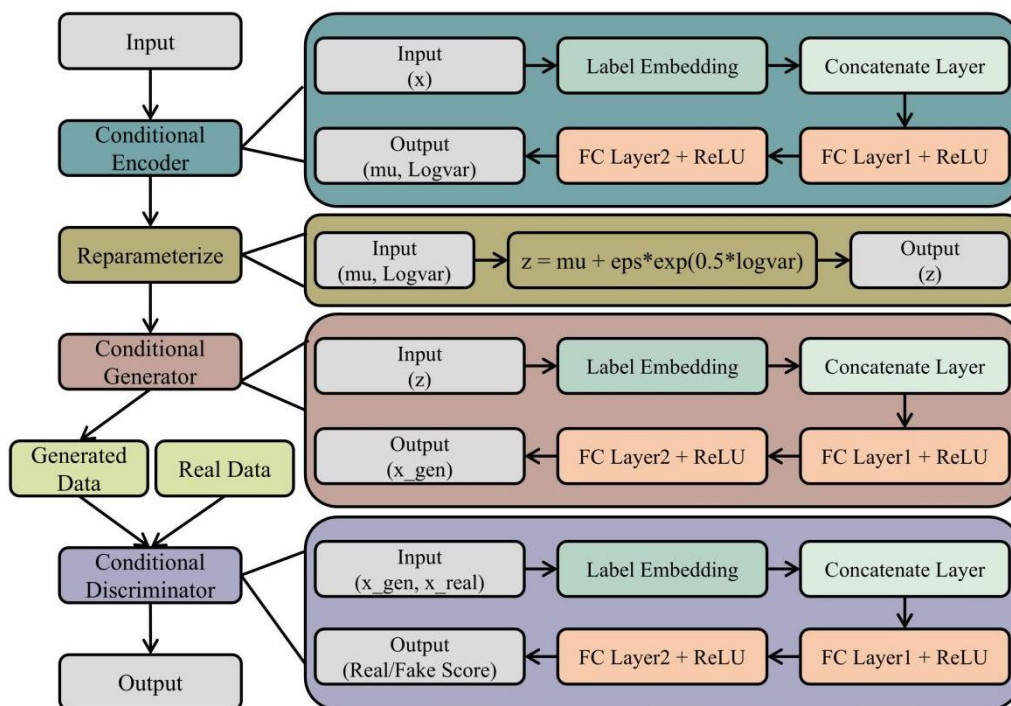 Input
Conditional
Encoder
Reparameterize
Conditional
Generator
Generated
Data
Real Data
Conditional
Discriminator
Output
Input
(x)
Label Embedding
Concatenate Layer
Output
(mu, Logvar)
FC Layer2 + ReLU
FC Layer1 + ReLU
Input
(mu, Logvar)
z = mu + eps*exp(0.5*logvar)
Output
(z)
Input
(z)
Label Embedding
Concatenate Layer
Output
(x_gen)
FC Layer2 + ReLU
FC Layer1 + ReLU
Input
(x_gen, x_real)
Label Embedding
Concatenate Layer
Output
(Real/Fake Score)
FC Layer2 + ReLU
FC Layer1 + ReLU